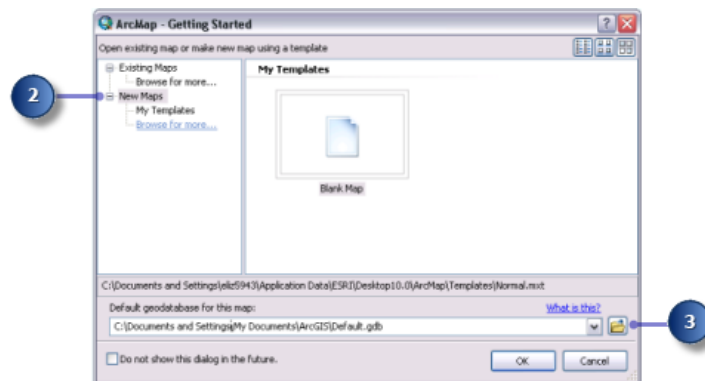 ArcMap - Getting Started
Open existing map or make new map using a template
Existing Maps
Browse for more...
New Maps
My Templates
Browse for more...
My Templates
Blank Map
2
C:\Documents and Settings\eliz5943\Application Data\ESRI\Desktop10.0\ArcMap\Templates\Normal.mxt
Default geodatabase for this map:
What is this?
C:\Documents and Settings\My Documents\ArcGIS\Default.gdb
3
Do not show this dialog in the future.
OK
Cancel